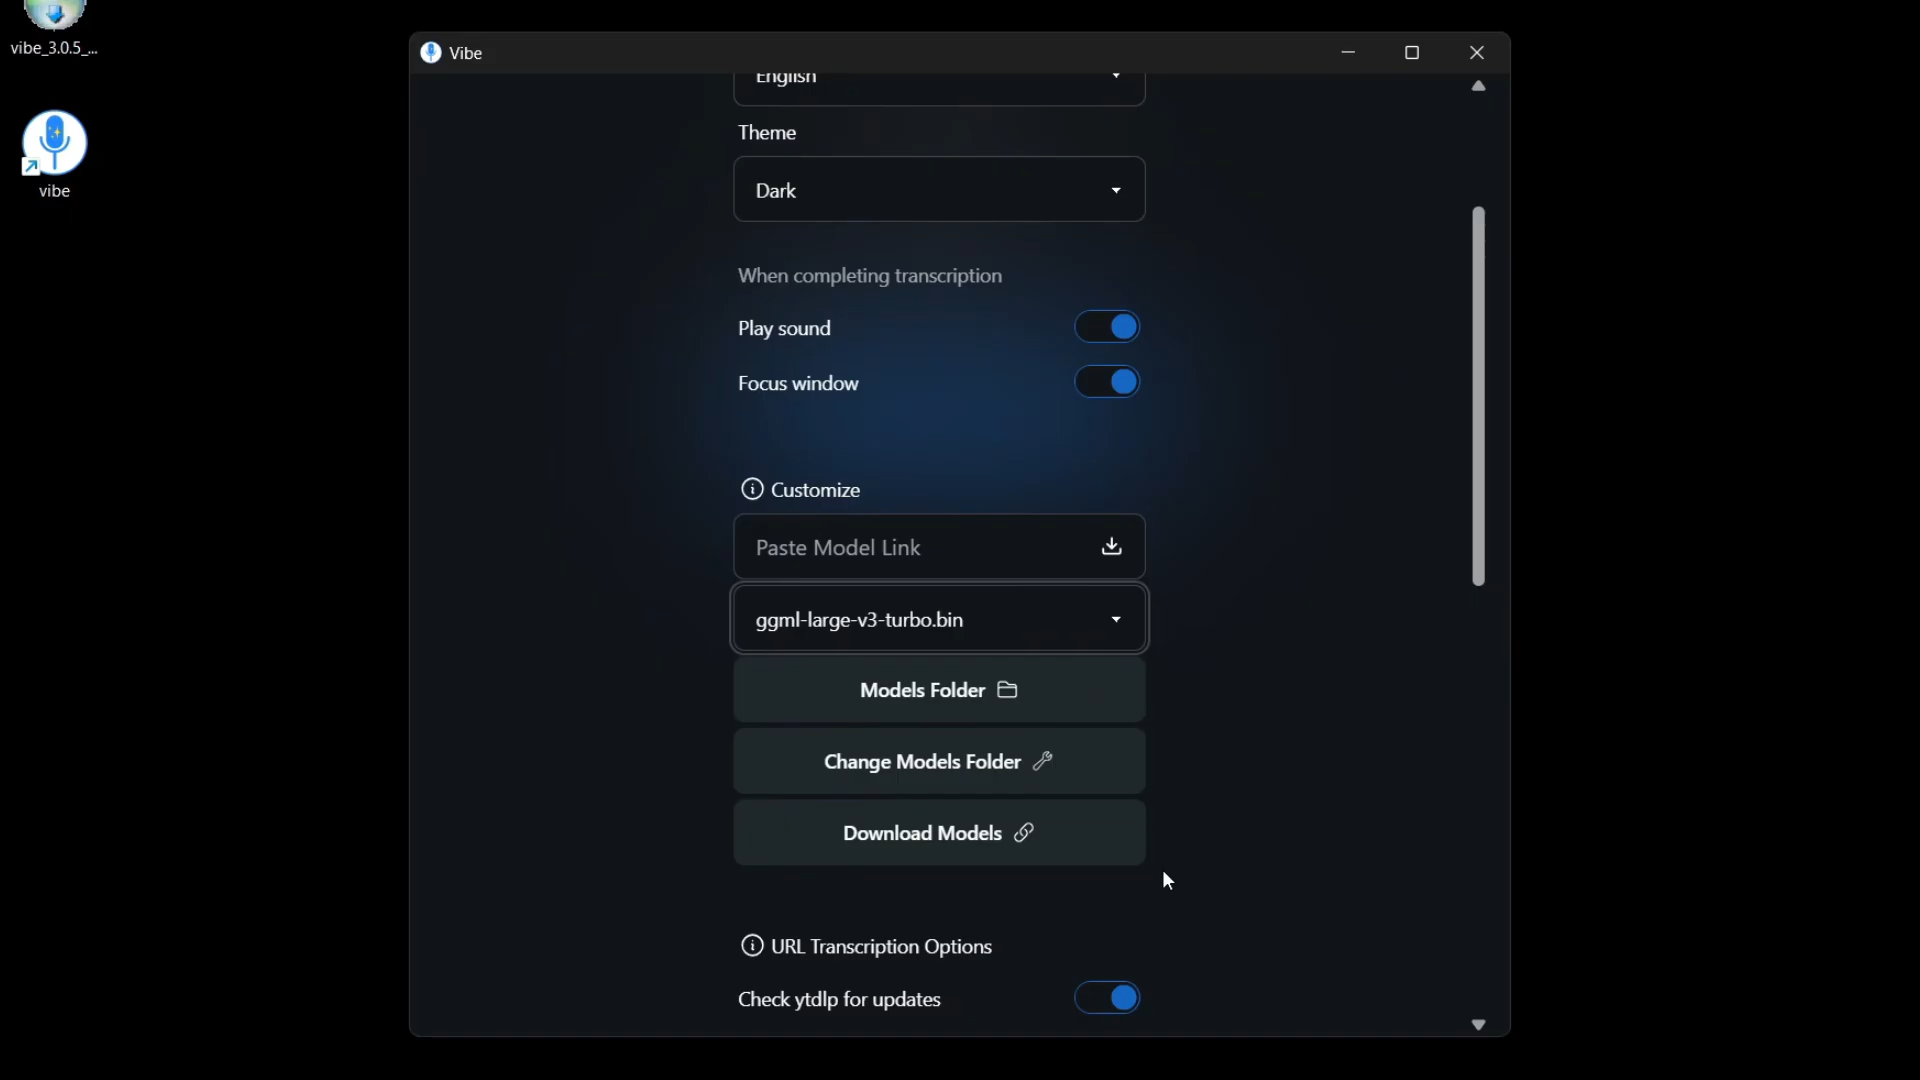 vibe_3.0.5_...
vibe
Vibe
English
Theme
Dark
When completing transcription
Play sound
Focus window
Customize
Paste Model Link
ggml-large-v3-turbo.bin
Models Folder
Change Models Folder
Download Models
URL Transcription Options
Check ytdlp for updates